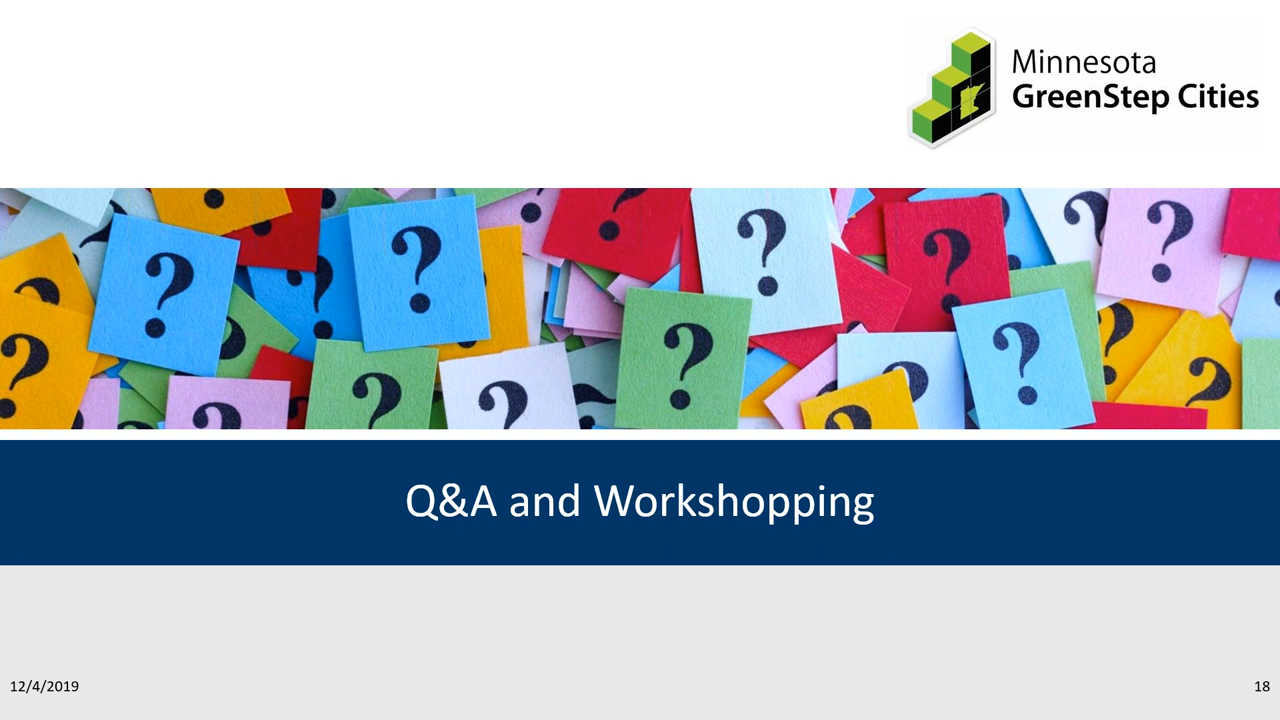 Minnesota
GreenStep Cities
Q&A and Workshopping
12/4/2019
18